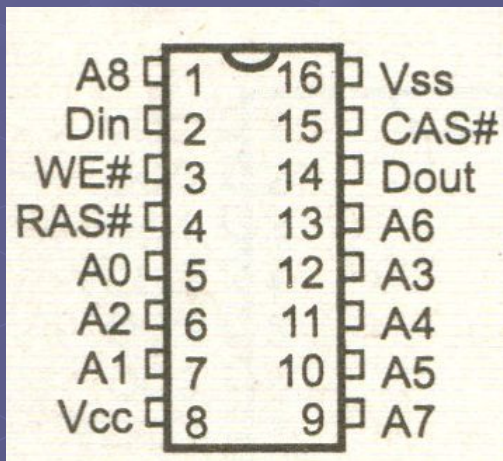 A8 1 16 Vss
Din 2 15 CAS#
WE# 3 14 Dout
RAS# 4 13 A6
A0 5 12 A3
A2 6 11 A4
A1 7 10 A5
Vcc 8 9 A7